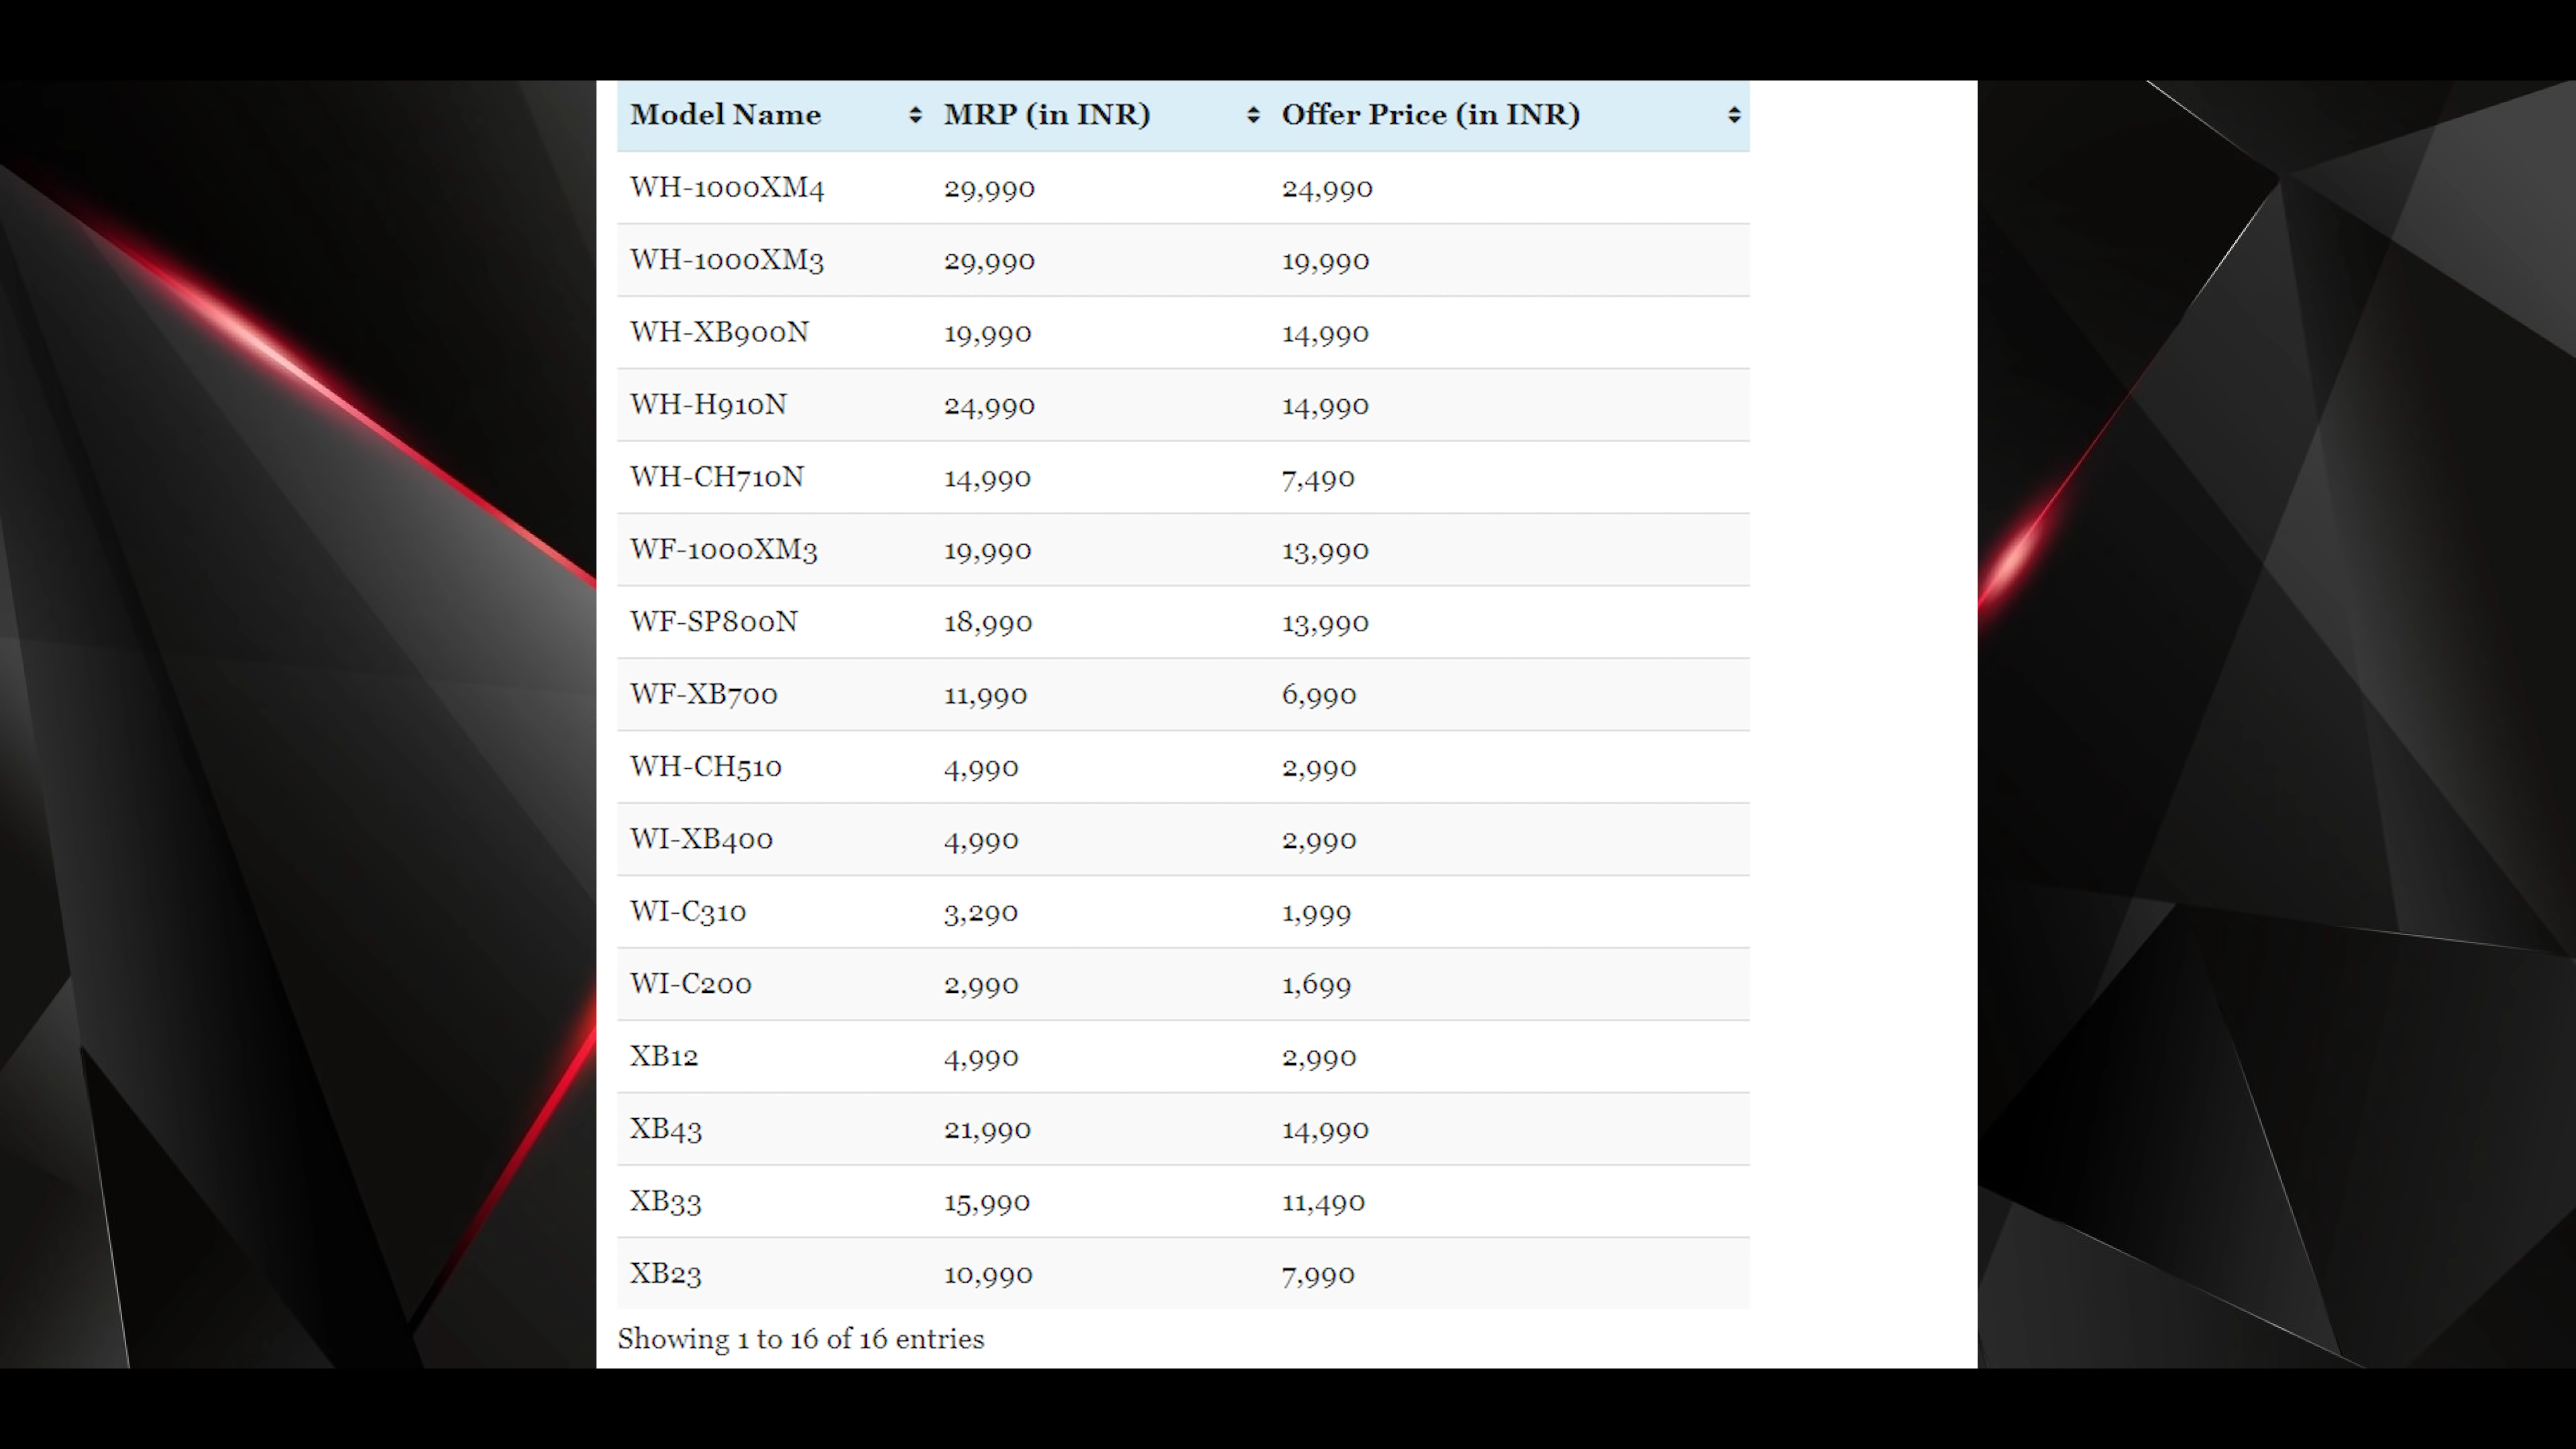 Model Name MRP (in INR) Offer Price (in INR)
WH-1000XM4 29,990 24,990
WH-1000XM3 29,990 19,990
WH-XB900N 19,990 14,990
WH-H910N 24,990 14,990
WH-CH710N 14,990 7,490
WF-1000XM3 19,990 13,990
WF-SP800N 18,990 13,990
WF-XB700 11,990 6,990
WH-CH510 4,990 2,990
WI-XB400 4,990 2,990
WI-C310 3,290 1,999
WI-C200 2,990 1,699
XB12 4,990 2,990
XB43 21,990 14,990
XB33 15,990 11,490
XB23 10,990 7,990
Showing 1 to 16 of 16 entries